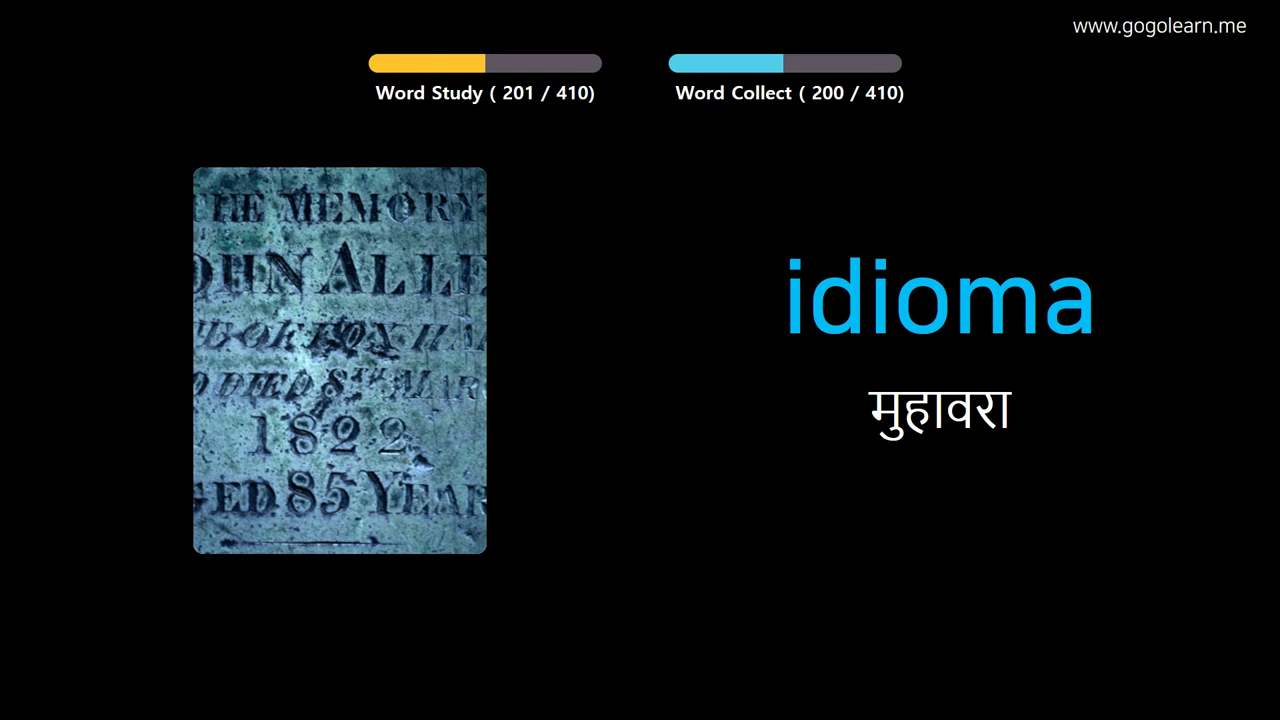 www.gogolearn.me
Word Study ( 201 / 410)
Word Collect ( 200 / 410)
THE MEMORY
OHN ALLE
DIED 8TH MAR
1822
GED 85 YEAR
idioma
मुहावरा